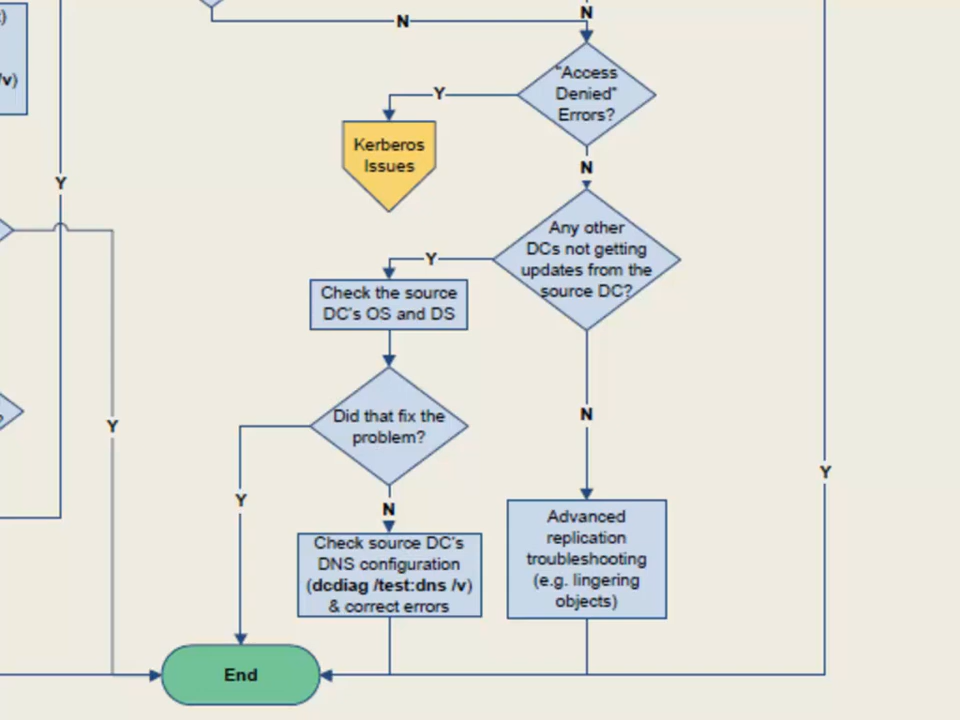 )
/v)
N
N
"Access
Denied"
Errors?
Y
Kerberos
Issues
N
Y
Any other
DCs not getting
updates from the
source DC?
Y
Check the source
DC's OS and DS
Did that fix the
problem?
?
N
Y
Y
Y
N
Check source DC's
DNS configuration
(dcdiag /test:dns /v)
& correct errors
Advanced
replication
troubleshooting
(e.g. lingering
objects)
End